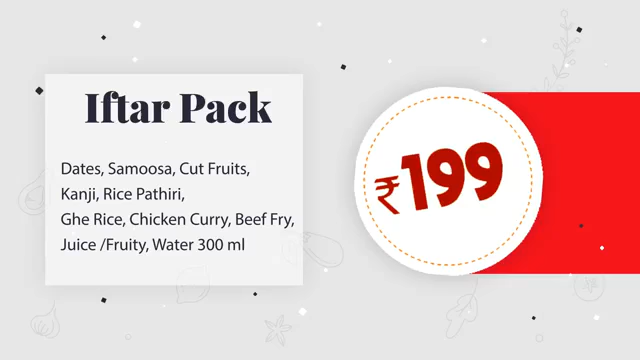 Iftar Pack
Dates, Samoosa, Cut Fruits,
Kanji, Rice Pathiri,
Ghe Rice, Chicken Curry, Beef Fry,
Juice /Fruity, Water 300 ml
₹199